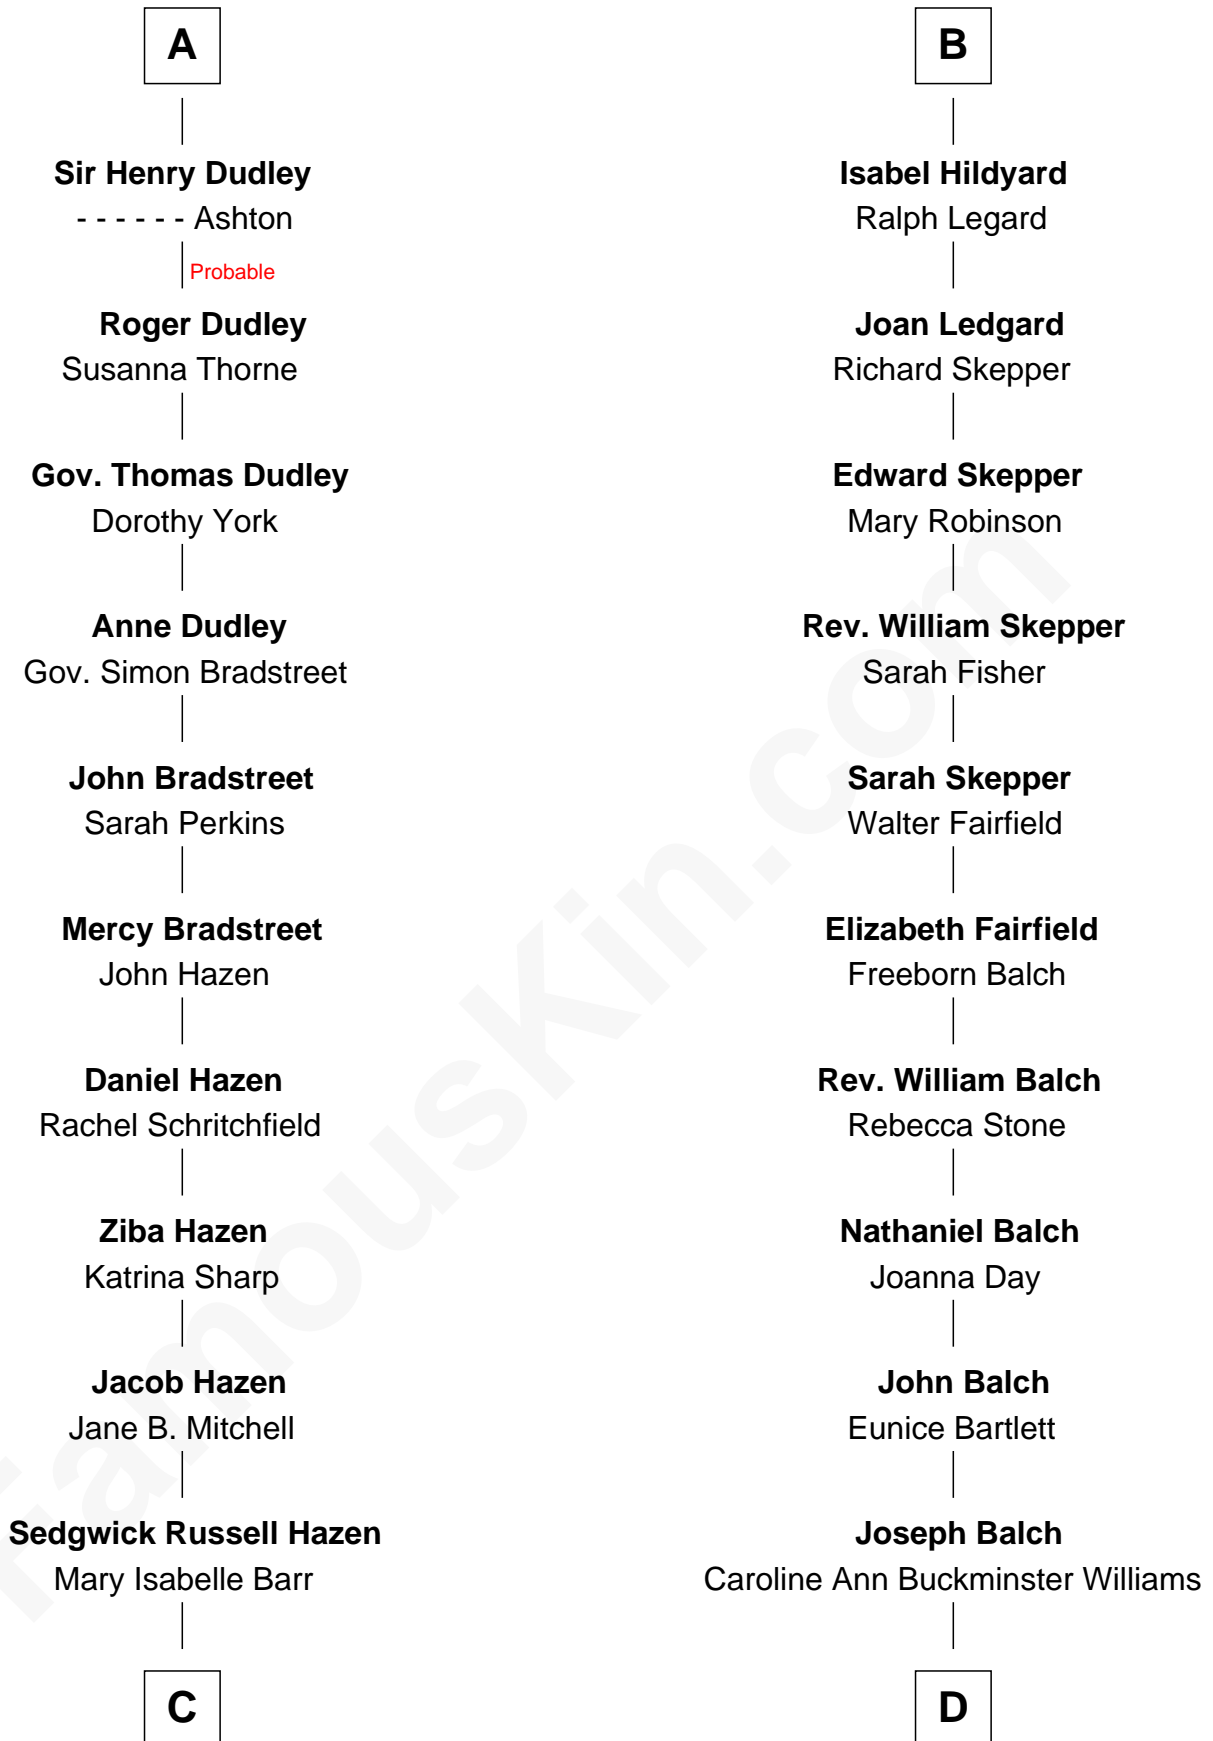 A
Sir Henry Dudley
- - - - - - Ashton
Probable
Roger Dudley
Susanna Thorne
Gov. Thomas Dudley
Dorothy York
Anne Dudley
Gov. Simon Bradstreet
John Bradstreet
Sarah Perkins
Mercy Bradstreet
John Hazen
Daniel Hazen
Rachel Schritchfield
Ziba Hazen
Katrina Sharp
Jacob Hazen
Jane B. Mitchell
Sedgwick Russell Hazen
Mary Isabelle Barr
C
B
Isabel Hildyard
Ralph Legard
Joan Ledgard
Richard Skepper
Edward Skepper
Mary Robinson
Rev. William Skepper
Sarah Fisher
Sarah Skepper
Walter Fairfield
Elizabeth Fairfield
Freeborn Balch
Rev. William Balch
Rebecca Stone
Nathaniel Balch
Joanna Day
John Balch
Eunice Bartlett
Joseph Balch
Caroline Ann Buckminster Williams
D
FamousKin.com